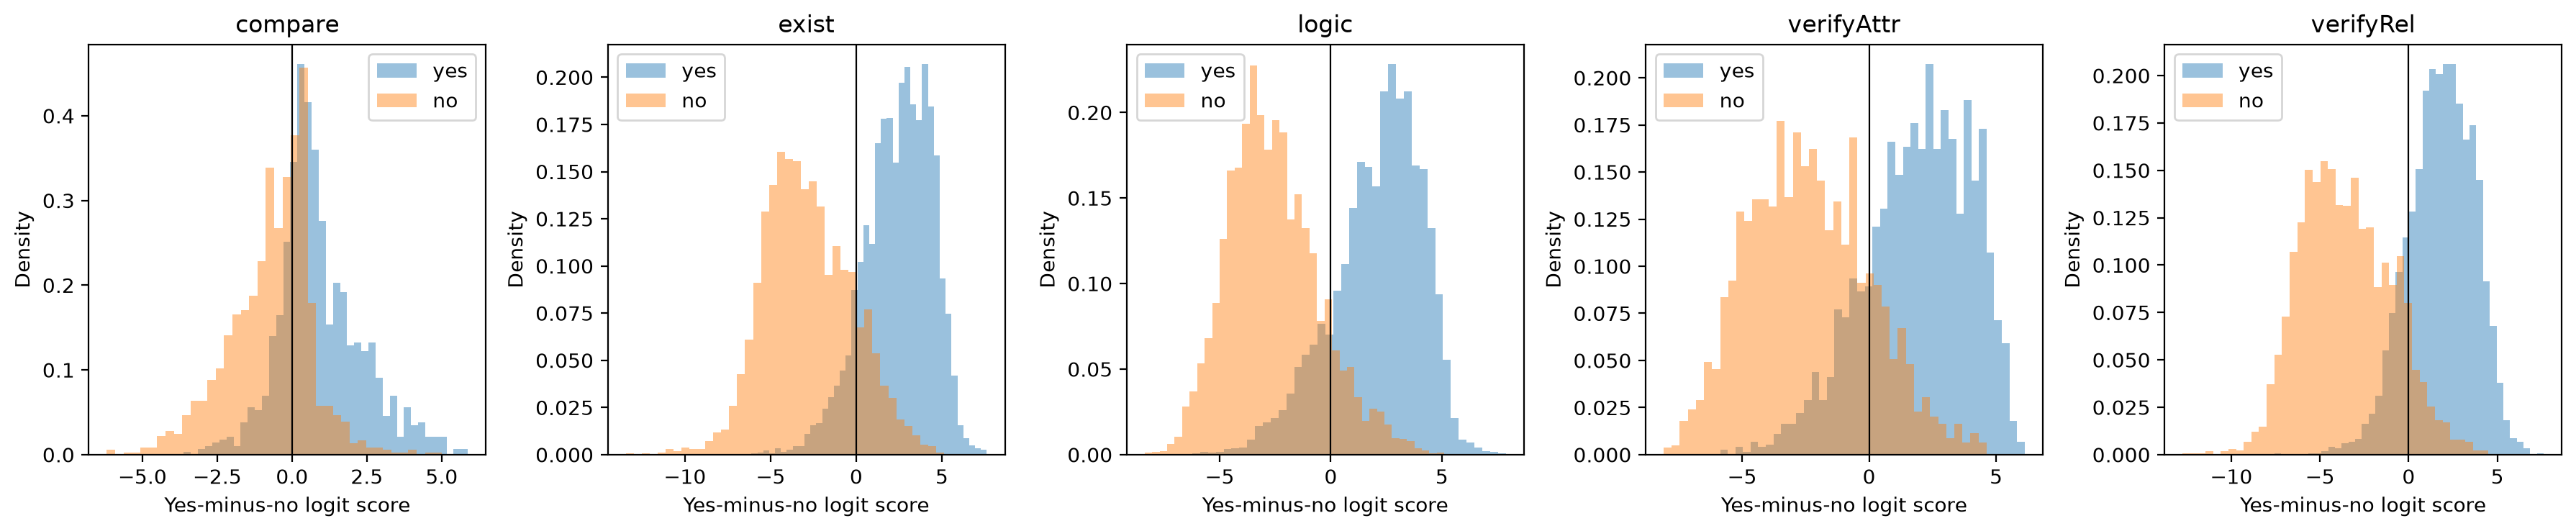 compare
yes
no
Density
0.0
0.1
0.2
0.3
0.4
−5.0 −2.5 0.0 2.5 5.0
Yes-minus-no logit score
exist
yes
no
Density
0.000
0.025
0.050
0.075
0.100
0.125
0.150
0.175
0.200
−10 −5 0 5
Yes-minus-no logit score
logic
yes
no
Density
0.00
0.05
0.10
0.15
0.20
−5 0 5
Yes-minus-no logit score
verifyAttr
yes
no
Density
0.000
0.025
0.050
0.075
0.100
0.125
0.150
0.175
0.200
−5 0 5
Yes-minus-no logit score
verifyRel
yes
no
Density
0.000
0.025
0.050
0.075
0.100
0.125
0.150
0.175
0.200
−10 −5 0 5
Yes-minus-no logit score